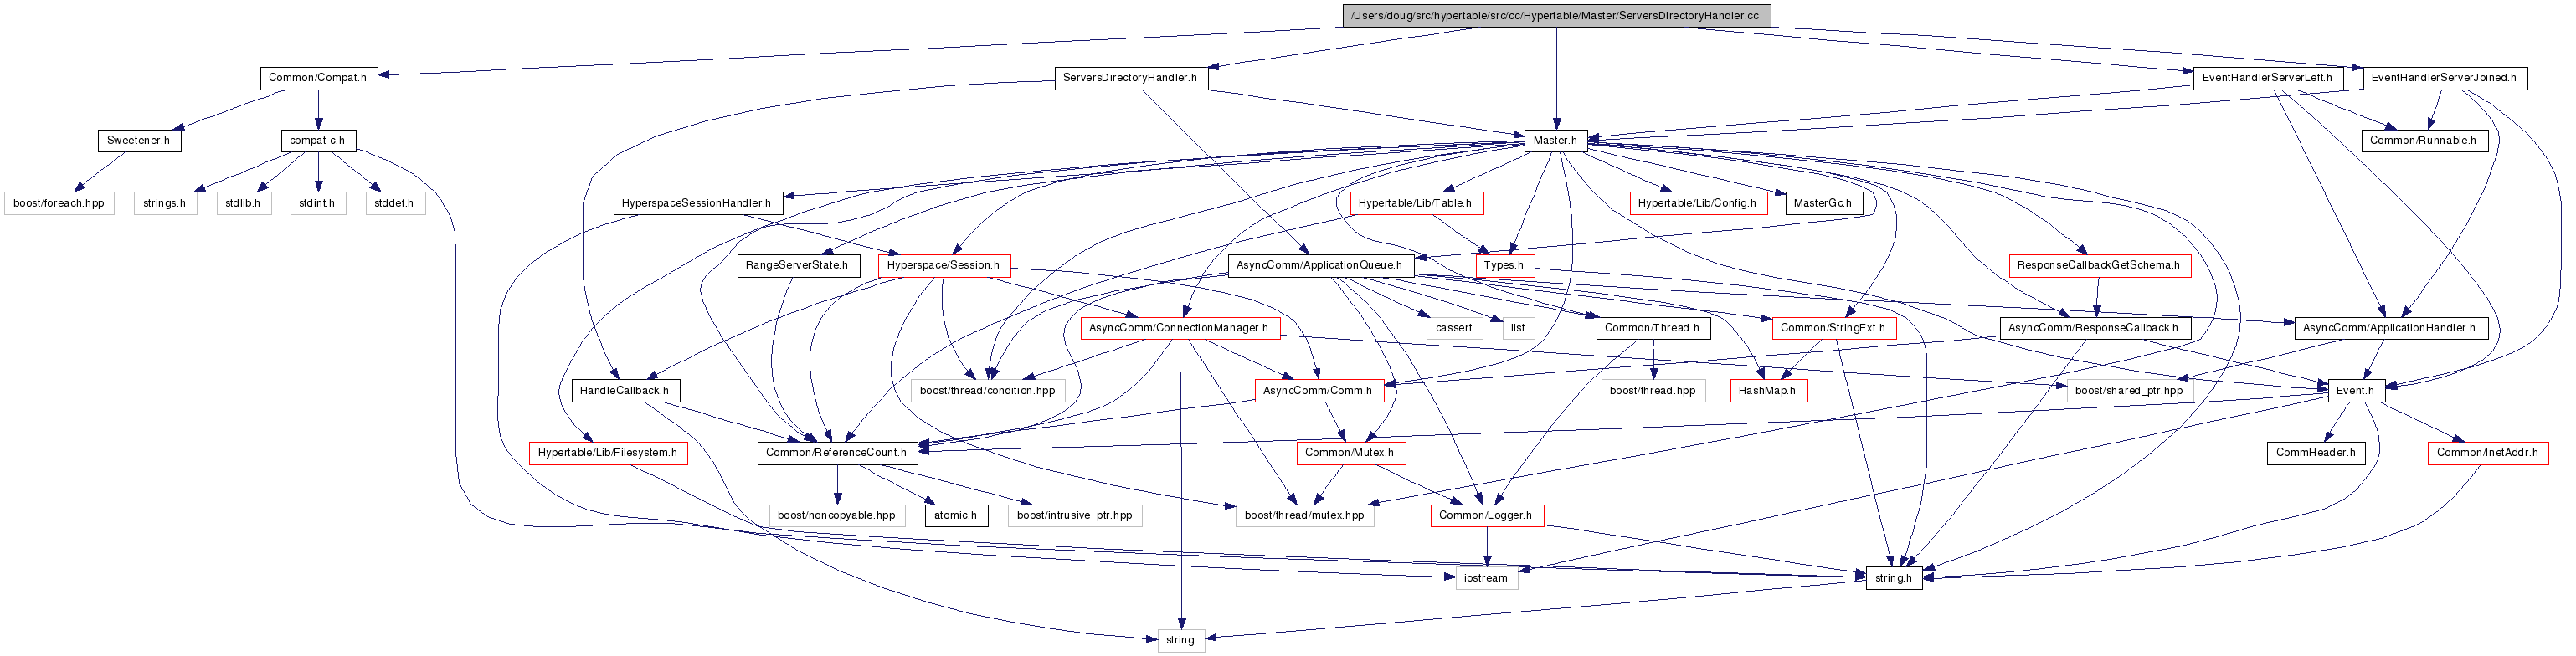 /Users/doug/src/hypertable/src/cc/Hypertable/Master/ServersDirectoryHandler.cc
Common/Compat.h
ServersDirectoryHandler.h
EventHandlerServerLeft.h
EventHandlerServerJoined.h
Sweetener.h
compat-c.h
Master.h
Common/Runnable.h
boost/foreach.hpp
strings.h
stdlib.h
stdint.h
stddef.h
HyperspaceSessionHandler.h
Hypertable/Lib/Table.h
Hypertable/Lib/Config.h
MasterGc.h
RangeServerState.h
Hyperspace/Session.h
AsyncComm/ApplicationQueue.h
Types.h
ResponseCallbackGetSchema.h
AsyncComm/ConnectionManager.h
cassert
list
Common/Thread.h
Common/StringExt.h
AsyncComm/ResponseCallback.h
AsyncComm/ApplicationHandler.h
HandleCallback.h
boost/thread/condition.hpp
AsyncComm/Comm.h
boost/thread.hpp
HashMap.h
boost/shared_ptr.hpp
Event.h
Hypertable/Lib/Filesystem.h
Common/ReferenceCount.h
Common/Mutex.h
CommHeader.h
Common/InetAddr.h
boost/noncopyable.hpp
atomic.h
boost/intrusive_ptr.hpp
boost/thread/mutex.hpp
Common/Logger.h
iostream
string.h
string